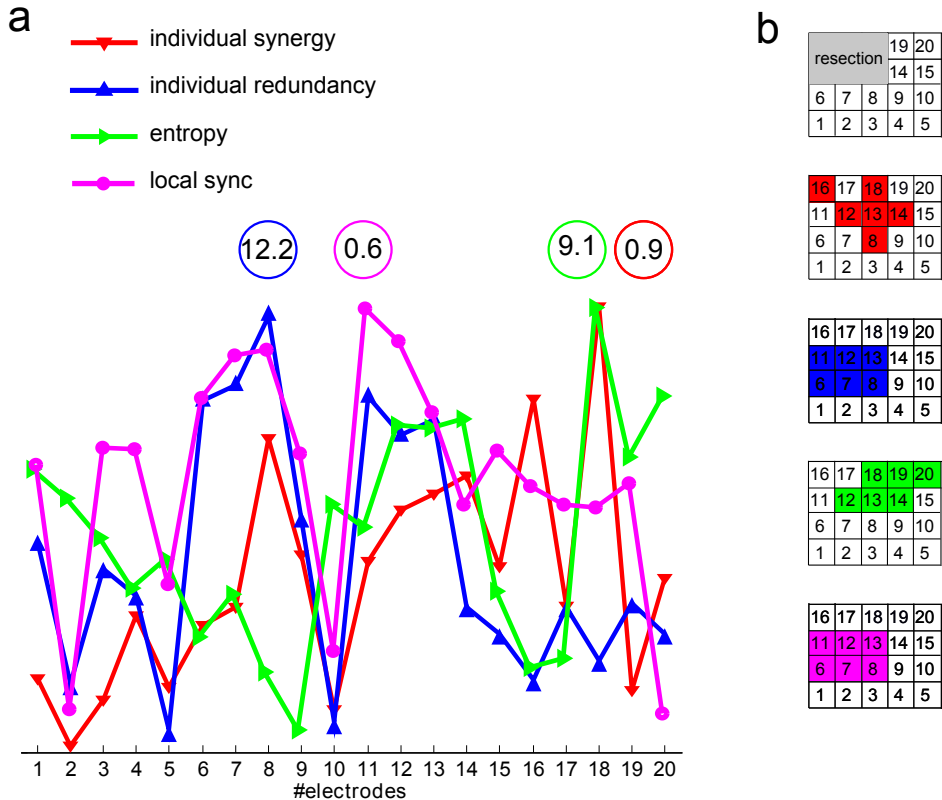 a
individual synergy
individual redundancy
entropy
local sync
12.2
0.6
9.1
0.9
1 2 3 4 5 6 7 8 9 10 11 12 13 14 15 16 17 18 19 20
#electrodes
b
resection 19 20
14 15
6 7 8 9 10
1 2 3 4 5
16 17 18 19 20
11 12 13 14 15
6 7 8 9 10
1 2 3 4 5
16 17 18 19 20
11 12 13 14 15
6 7 8 9 10
1 2 3 4 5
16 17 18 19 20
11 12 13 14 15
6 7 8 9 10
1 2 3 4 5
16 17 18 19 20
11 12 13 14 15
6 7 8 9 10
1 2 3 4 5